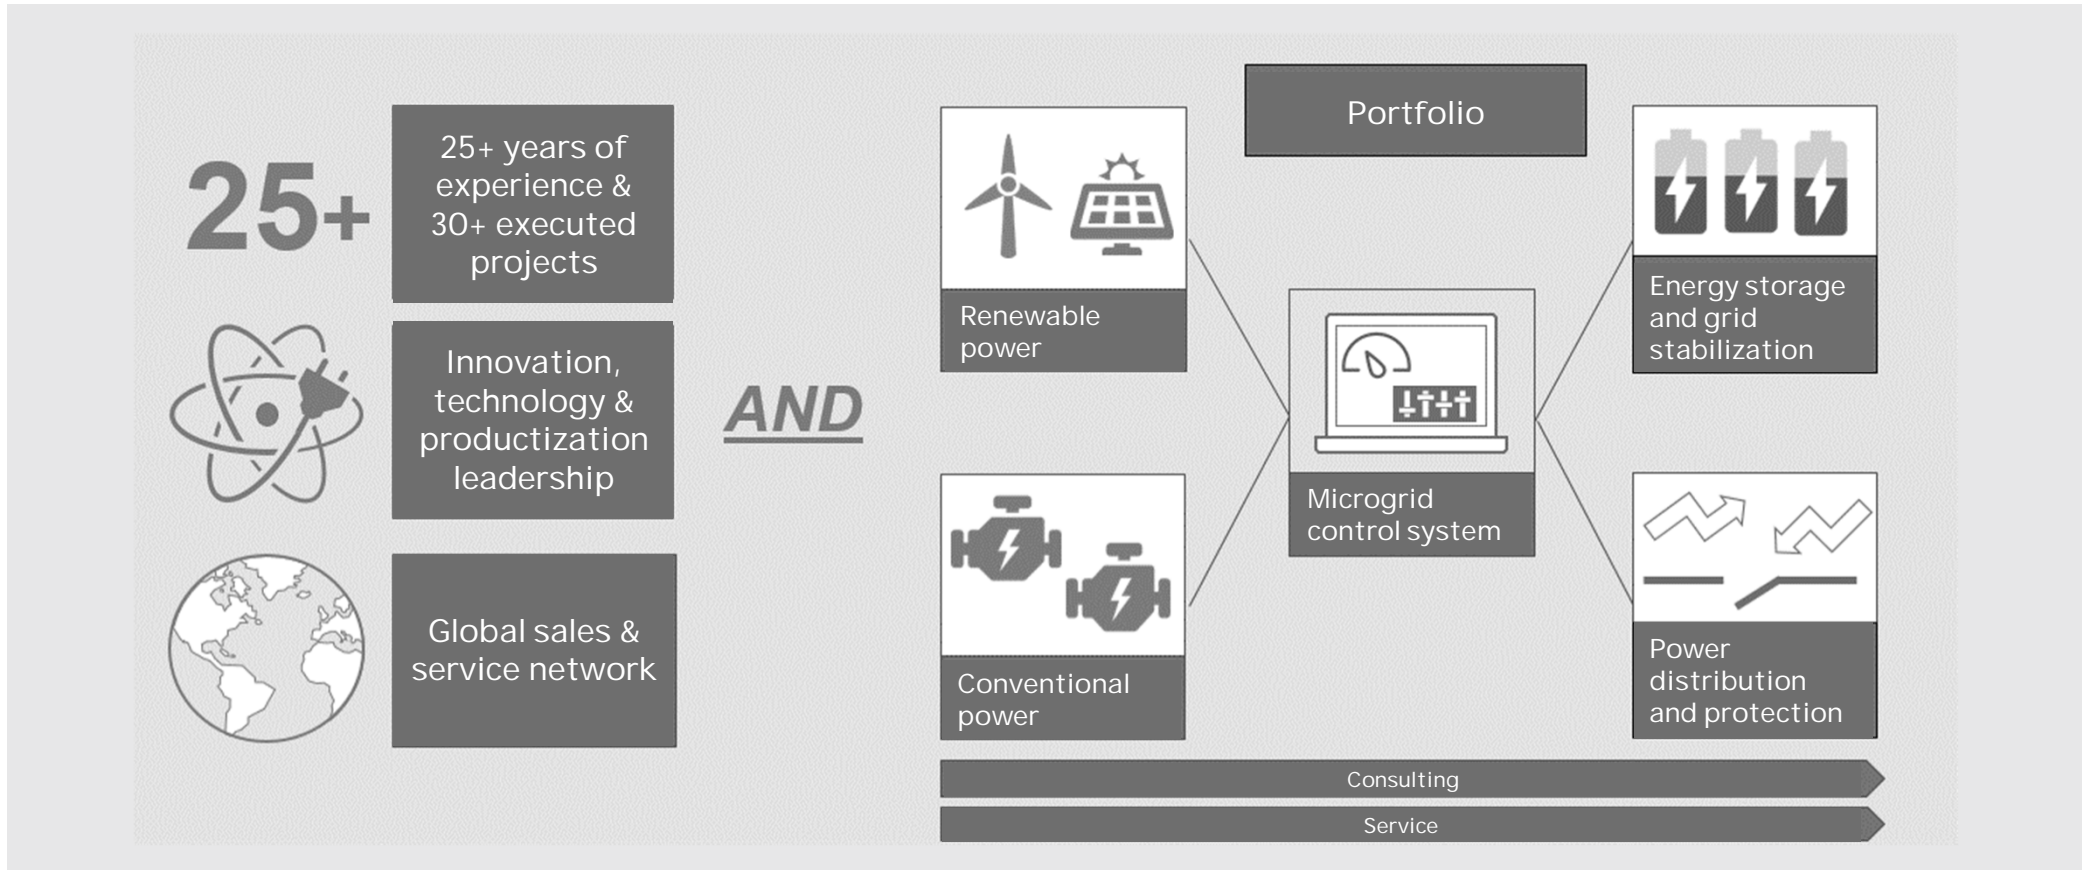 25+
25+ years of
experience &
30+ executed
projects
Innovation,
technology &
productization
leadership
Global sales &
service network
AND
Portfolio
Renewable
power
Conventional
power
Microgrid
control system
Energy storage
and grid
stabilization
Power
distribution
and protection
Consulting
Service